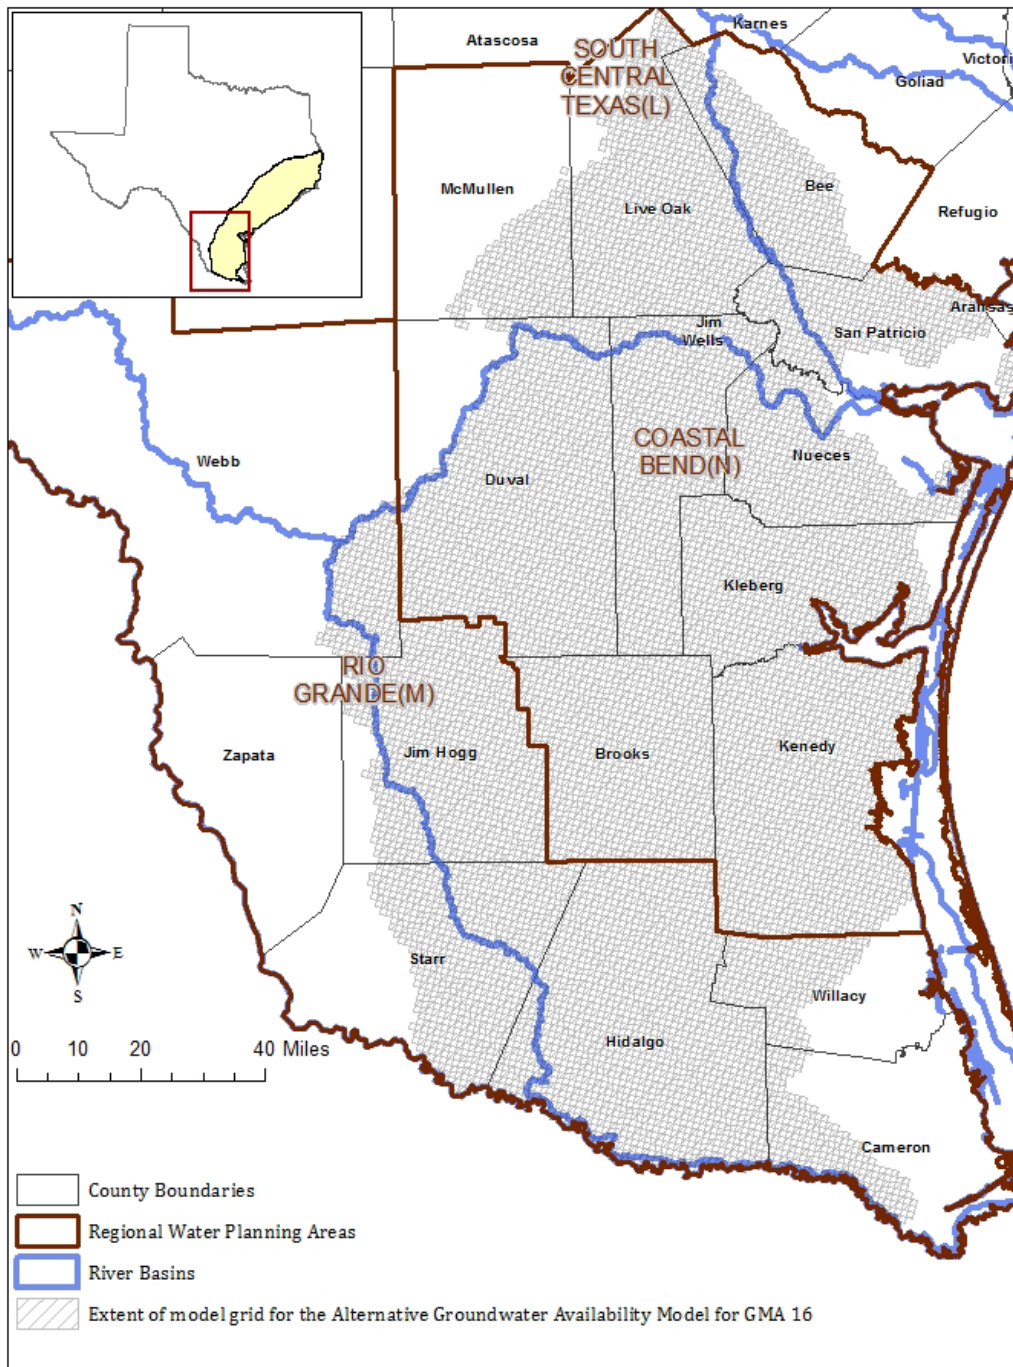 Karnes
Atascosa
SOUTH
CENTRAL
TEXAS(L)
Victori
Goliad
McMullen
Bee
Live Oak
Refugio
Aransas
Jim
Wells
San Patricio
COASTAL
BEND(N)
Nueces
Webb
Duval
Kleberg
RIO
GRANDE(M)
Zapata
Jim Hogg
Brooks
Kenedy
N
W
E
S
Starr
Willacy
Hidalgo
0 10 20 40 Miles
Cameron
County Boundaries
Regional Water Planning Areas
River Basins
Extent of model grid for the Alternative Groundwater Availability Model for GMA 16